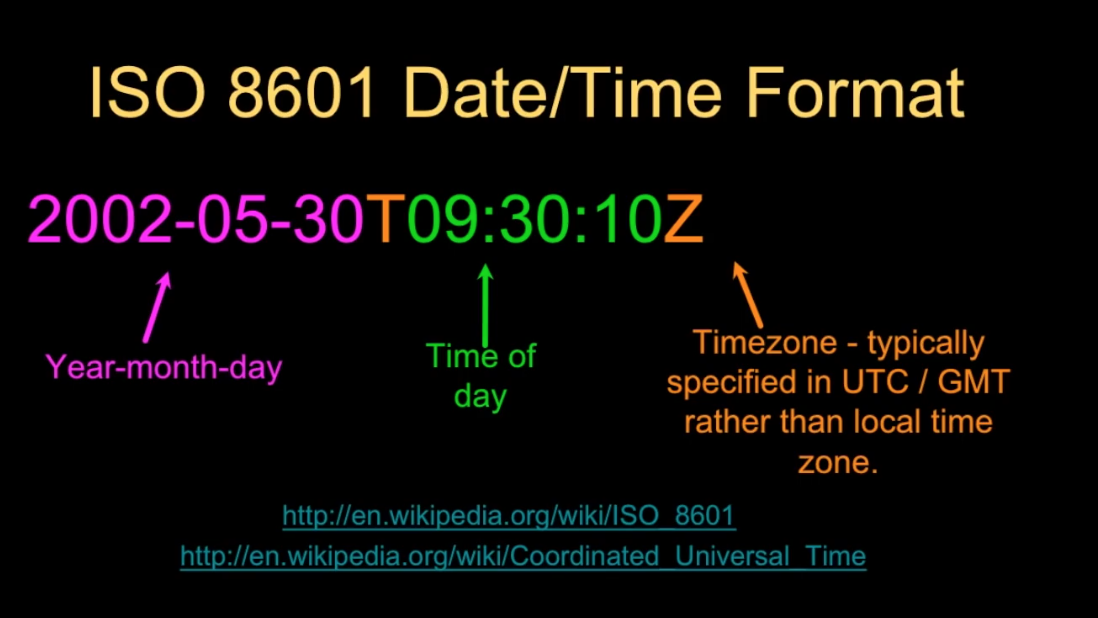 ISO 8601 Date/Time Format
2002-05-30T09:30:10Z
Year-month-day
Time of
day
Timezone - typically
specified in UTC / GMT
rather than local time
zone.
http://en.wikipedia.org/wiki/ISO_8601
http://en.wikipedia.org/wiki/Coordinated_Universal_Time